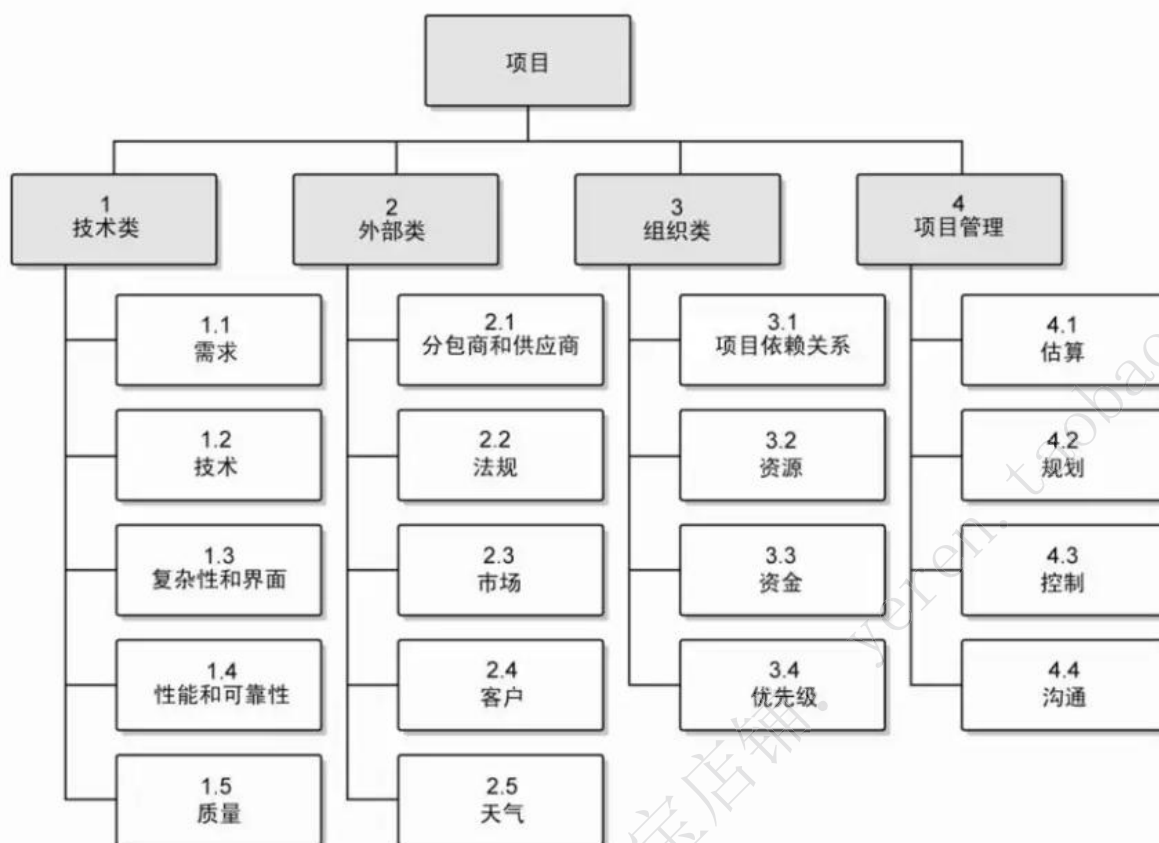 项目
1
技术类
2
外部类
3
组织类
4
项目管理
1.1
需求
2.1
分包商和供应商
3.1
项目依赖关系
4.1
估算
1.2
技术
2.2
法规
3.2
资源
4.2
规划
1.3
复杂性和界面
2.3
市场
3.3
资金
4.3
控制
1.4
性能和可靠性
2.4
客户
3.4
优先级
4.4
沟通
1.5
质量
2.5
天气
宝店铺. yeren. taobao